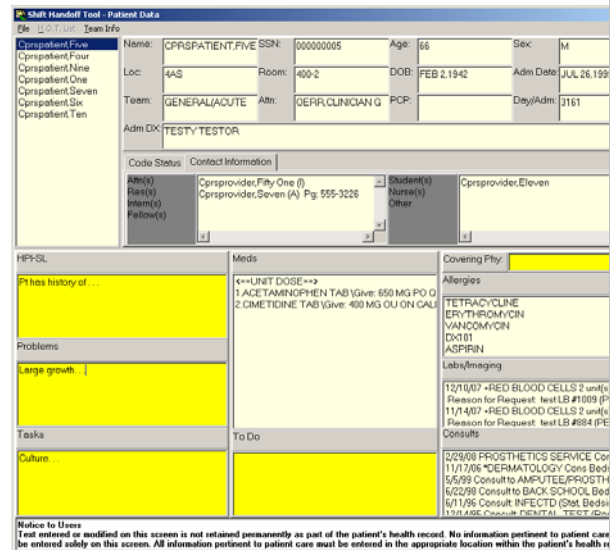 Shift Handoff Tool - Patient Data
File H.O.T. List Team Info
Cprspatient,Five
Cprspatient,Four
Cprspatient,Nine
Cprspatient,One
Cprspatient,Seven
Cprspatient,Six
Cprspatient,Ten
Name: CPRSPATIENT,FIVE SSN: 000000005 Age: 66 Sex: M
Loc: 4AS Room: 400-2 DOB: FEB 2,1942 Adm Date: JUL 26,199
Team: GENERAL(ACUTE Attn: OERR,CLINICIAN G PCP: Day/Adm: 3161
Adm DX: TESTY TESTOR
Code Status Contact Information
Attn(s)
Res(s)
Intern(s)
Fellow(s)
Cprsprovider,Fifty One (I)
Cprsprovider,Seven (A) Pg: 555-3226
Student(s)
Nurse(s)
Other
Cprsprovider,Eleven
HPI-SL
Pt has history of . . .
Problems
Large growth. . .
Tasks
Culture. . .
Meds
<==UNIT DOSE==>
1.ACETAMINOPHEN TAB \Give: 650 MG PO Q
2.CIMETIDINE TAB \Give: 400 MG OU ON CALL
To Do
Covering Phy:
Allergies
TETRACYCLINE
ERYTHROMYCIN
VANCOMYCIN
DX101
ASPIRIN
Labs/Imaging
12/10/07 +RED BLOOD CELLS 2 unit(s
Reason for Request: test LB #1009 (P
11/14/07 +RED BLOOD CELLS 2 unit(s
Reason for Request: test LB #884 (PE
Consults
2/29/08 PROSTHETICS SERVICE Con
11/17/06 *DERMATOLOGY Cons Beds
5/5/99 Consult to AMPUTEE/PROSTH
6/22/98 Consult to BACK SCHOOL Bed
6/11/96 Consult: INFECTD (Stat, Bedsi
12/14/95 Consult: DENTAL TEST
Notice to Users
Text entered or modified on this screen is not retained permanently as part of the patient's health record. No information pertinent to patient care
be entered solely on this screen. All information pertinent to patient care must be entered in the appropriate location within the patient's health re